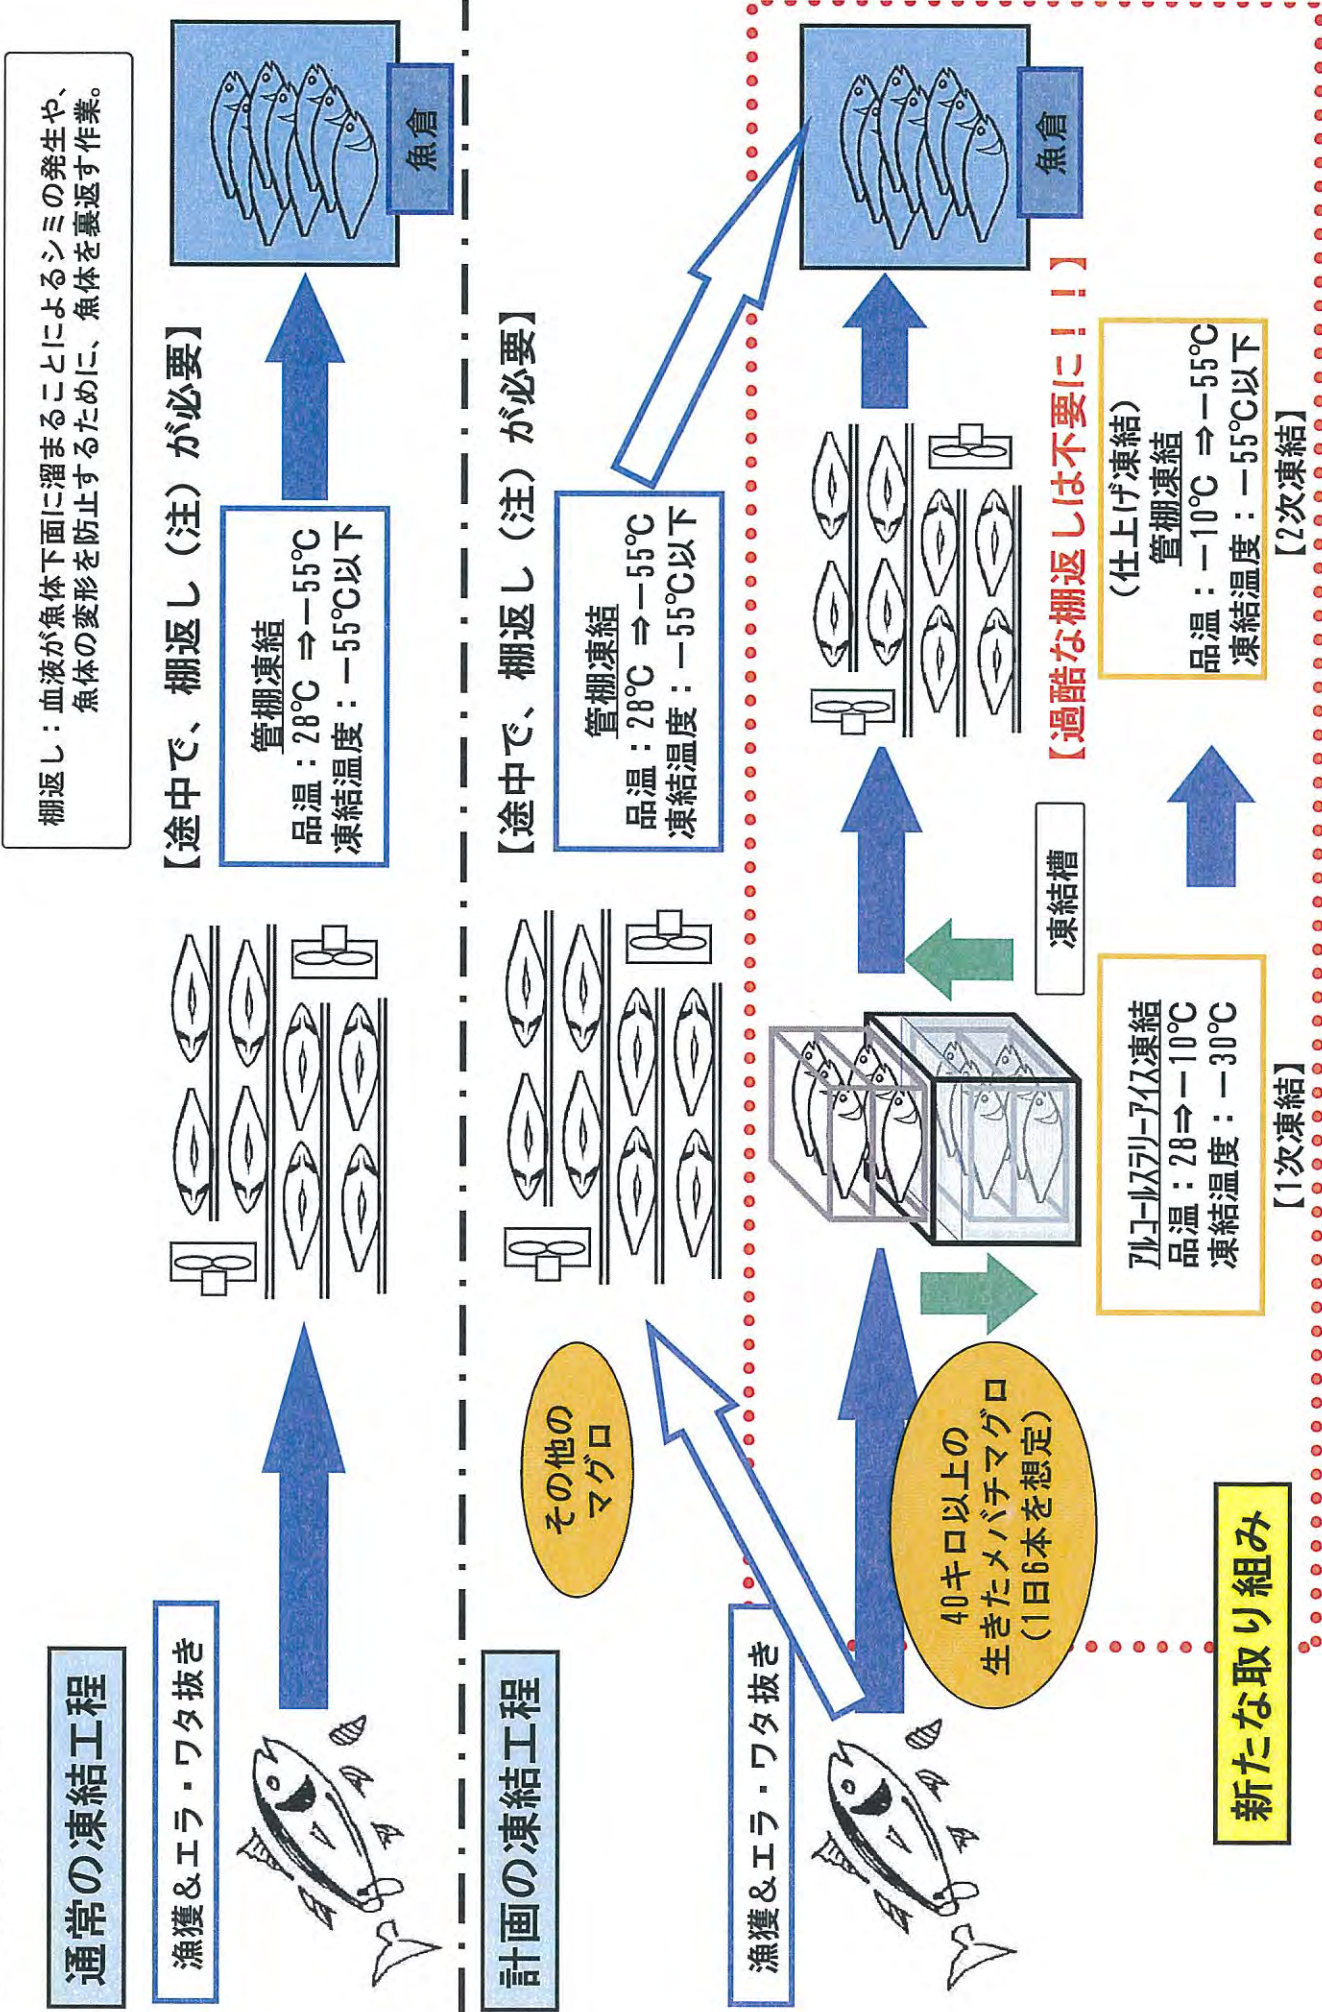 棚返し：血液が魚体下面に溜まることによるシミの発生や、
魚体の変形を防止するために、魚体を裏返す作業。
通常の凍結工程
漁獲＆エラ・ワタ抜き
【途中で、棚返し（注）が必要】
管棚凍結
品温：28℃ ⇒－55℃
凍結温度：－55℃以下
魚倉
計画の凍結工程
漁獲＆エラ・ワタ抜き
その他の
マグロ
【途中で、棚返し（注）が必要】
管棚凍結
品温：28℃ ⇒－55℃
凍結温度：－55℃以下
40キロ以上の
生きたメバチマグロ
（1日6本を想定）
凍結槽
アルコールスラリーアイス凍結
品温：28⇒－10℃
凍結温度：－30℃
【1次凍結】
【過酷な棚返しは不要に！！】
（仕上げ凍結）
管棚凍結
品温：－10℃ ⇒－55℃
凍結温度：－55℃以下
【2次凍結】
魚倉
新たな取り組み